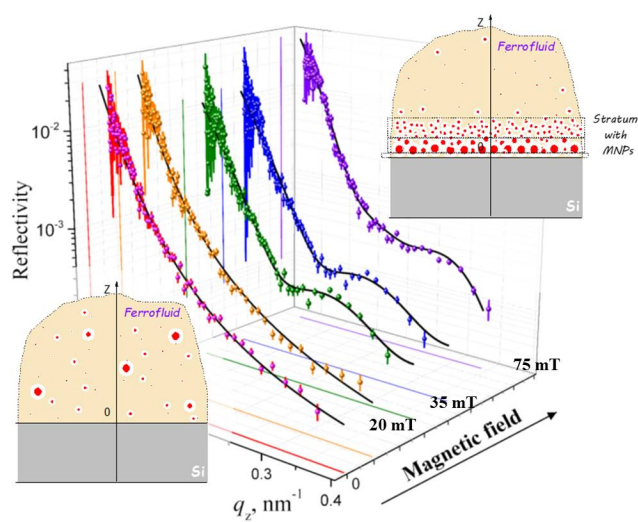 Z
Ferrofluid
Stratum
with
MNPs
0
Si
10⁻²
10⁻³
Reflectivity
Z
Ferrofluid
0
Si
75 mT
35 mT
20 mT
0
Magnetic field
0.3
0.4
q_z, nm⁻¹